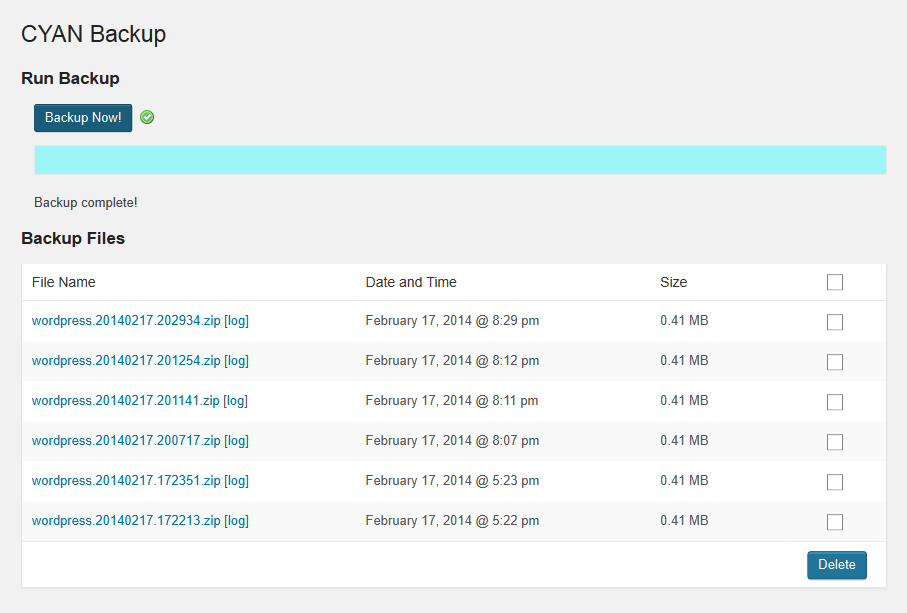 CYAN Backup
Run Backup
Backup Now!
Backup complete!
Backup Files
File Name Date and Time Size
wordpress.20140217.202934.zip [log] February 17, 2014 @ 8:29 pm 0.41 MB
wordpress.20140217.201254.zip [log] February 17, 2014 @ 8:12 pm 0.41 MB
wordpress.20140217.201141.zip [log] February 17, 2014 @ 8:11 pm 0.41 MB
wordpress.20140217.200717.zip [log] February 17, 2014 @ 8:07 pm 0.41 MB
wordpress.20140217.172351.zip [log] February 17, 2014 @ 5:23 pm 0.41 MB
wordpress.20140217.172213.zip [log] February 17, 2014 @ 5:22 pm 0.41 MB
Delete